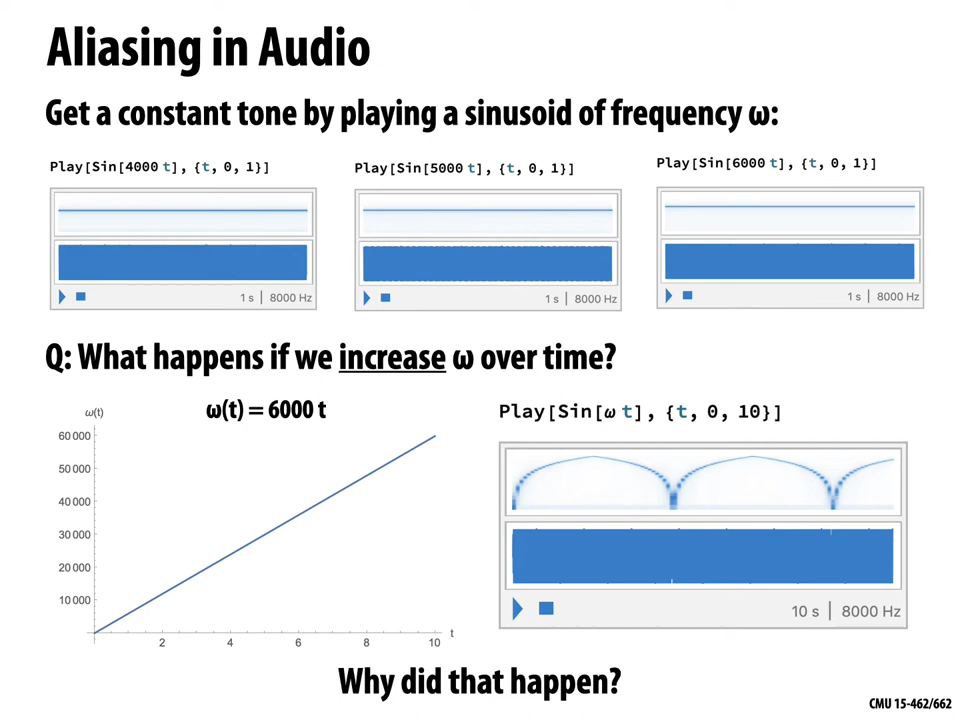 Aliasing in Audio
Get a constant tone by playing a sinusoid of frequency ω:
Play[Sin[4000 t], {t, 0, 1}]
Play[Sin[5000 t], {t, 0, 1}]
Play[Sin[6000 t], {t, 0, 1}]
1 s | 8000 Hz
1 s | 8000 Hz
1 s | 8000 Hz
Q: What happens if we increase ω over time?
ω(t)
ω(t) = 6000 t
60 000
50 000
40 000
30 000
20 000
10 000
2
4
6
8
10
t
Play[Sin[ω t], {t, 0, 10}]
10 s | 8000 Hz
Why did that happen?
CMU 15-462/662